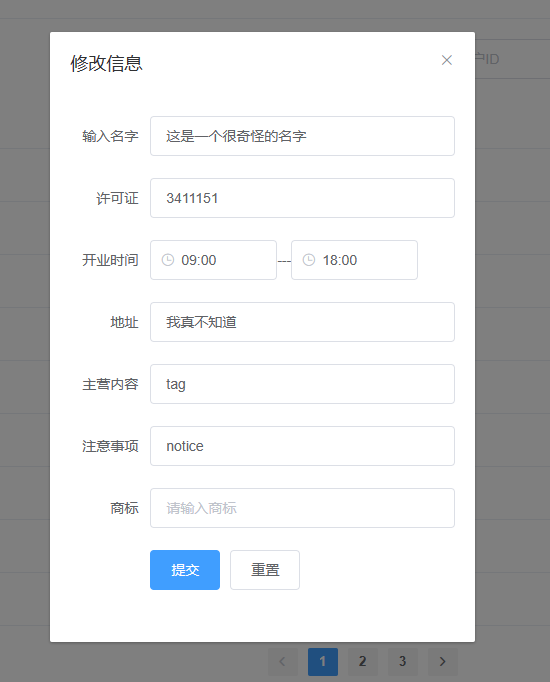 修改信息
户ID
输入名字 这是一个很奇怪的名字
许可证 3411151
开业时间 09:00 --- 18:00
地址 我真不知道
主营内容 tag
注意事项 notice
商标 请输入商标
提交 重置
1 2 3